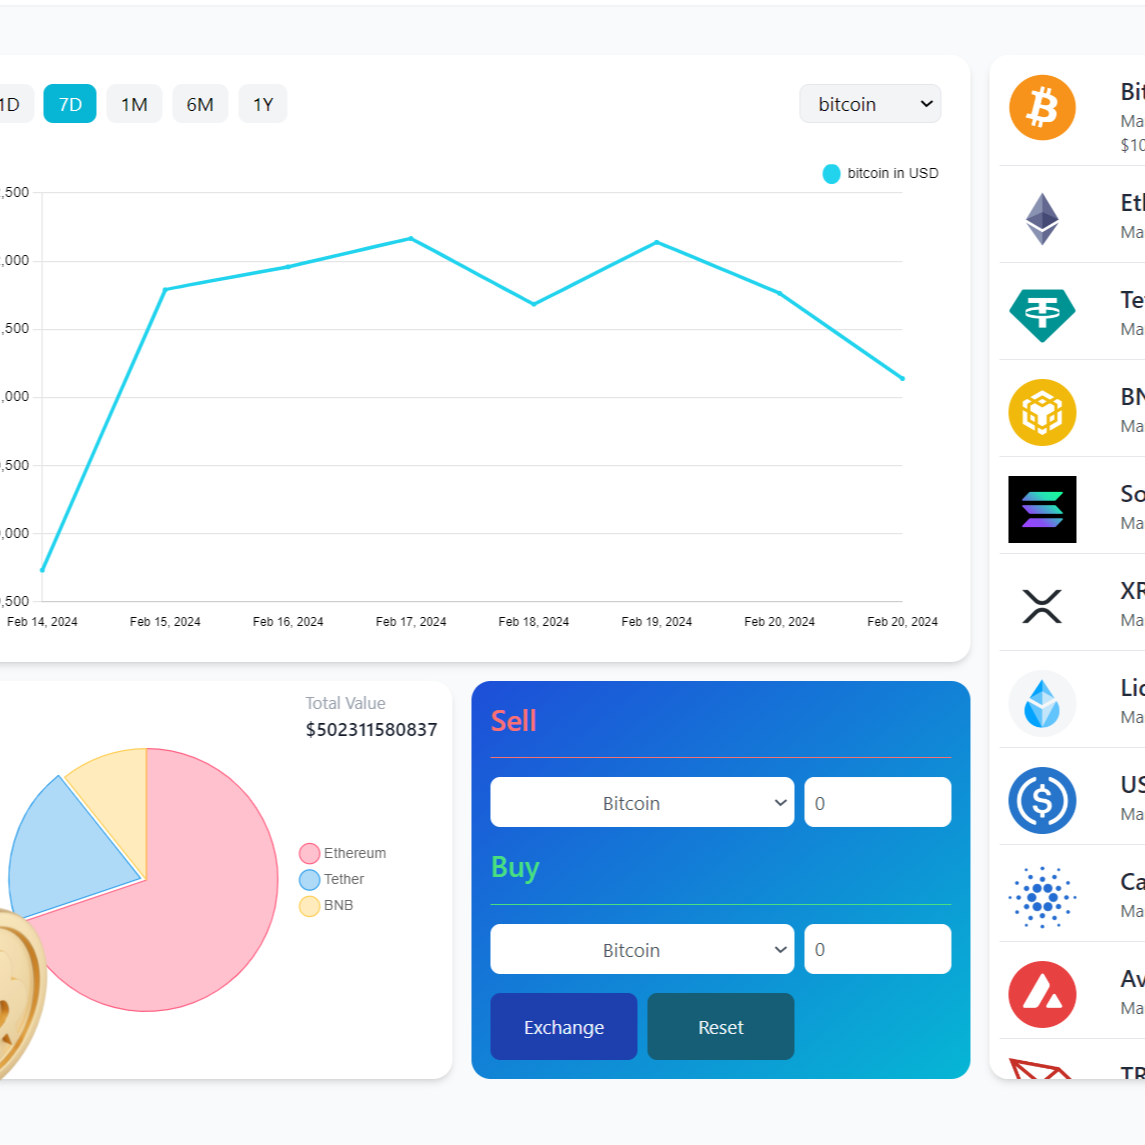 1D 7D 1M 6M 1Y bitcoin
bitcoin in USD
,500
,000
,500
,000
,500
,000
,500
Feb 14, 2024 Feb 15, 2024 Feb 16, 2024 Feb 17, 2024 Feb 18, 2024 Feb 19, 2024 Feb 20, 2024 Feb 20, 2024
Total Value
$502311580837
Ethereum
Tether
BNB
Sell
Bitcoin 0
Buy
Bitcoin 0
Exchange Reset
Bit
Ma
$10
Eth
Ma
Te
Ma
BN
Ma
So
Ma
XR
Ma
Lid
Ma
US
Ma
Ca
Ma
Av
Ma
TR